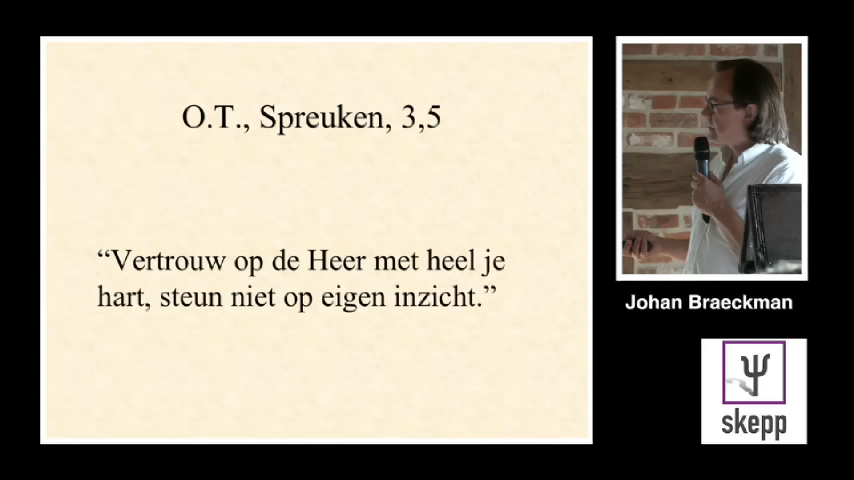 O.T., Spreuken, 3,5
“Vertrouw op de Heer met heel je
hart, steun niet op eigen inzicht.”
Johan Braeckman
skepp